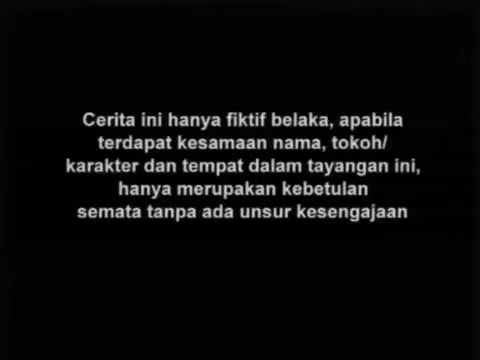 Cerita ini hanya fiktif belaka, apabila
terdapat kesamaan nama, tokoh/
karakter dan tempat dalam tayangan ini,
hanya merupakan kebetulan
semata tanpa ada unsur kesengajaan